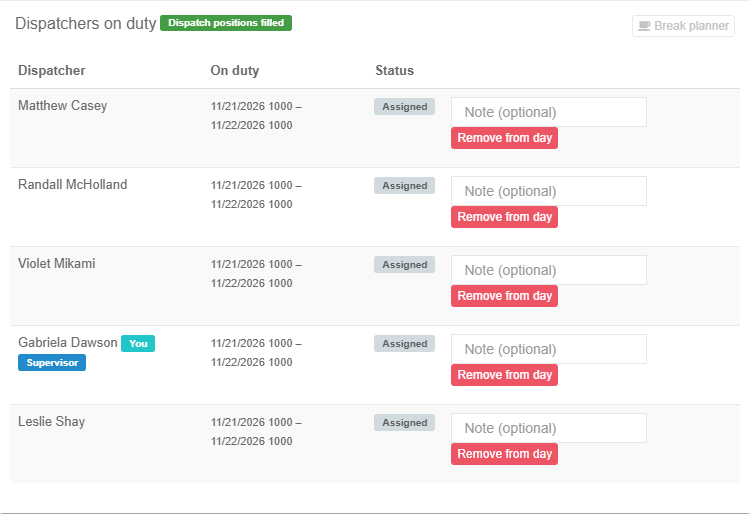 Dispatchers on duty Dispatch positions filled Break planner
Dispatcher On duty Status
Matthew Casey 11/21/2026 1000 – Assigned Note (optional)
11/22/2026 1000
Remove from day
Randall McHolland 11/21/2026 1000 – Assigned Note (optional)
11/22/2026 1000
Remove from day
Violet Mikami 11/21/2026 1000 – Assigned Note (optional)
11/22/2026 1000
Remove from day
Gabriela Dawson You 11/21/2026 1000 – Assigned Note (optional)
Supervisor 11/22/2026 1000
Remove from day
Leslie Shay 11/21/2026 1000 – Assigned Note (optional)
11/22/2026 1000
Remove from day